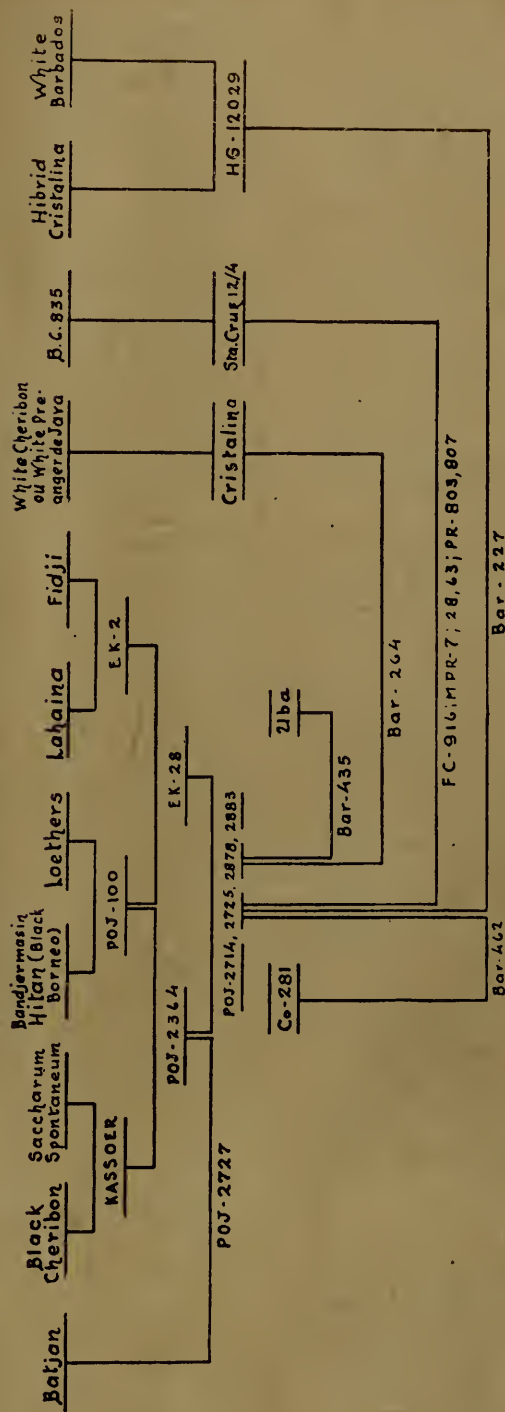 Batjan
Black
Cheribon
Saccharum
Spontaneum
Bandjermasin
Hitan (Black
Borneo)
Loethers
Lahaina
Fidji
White Cheribon
ou White Pre-
anger de Java
B.C. 835
Hibrid
Cristalina
White
Barbados
KASSOER
POJ-100
EK-2
Cristalina
Sta.Cruz 12/4
HG-12029
POJ-2364
EK-28
POJ-2727
POJ-2714, 2725, 2878, 2883
Co-281
Uba
Bar-435
Bar-264
FC-916; MPR-7; 28, 63; PR-803, 807
Bar-462
Bar-227